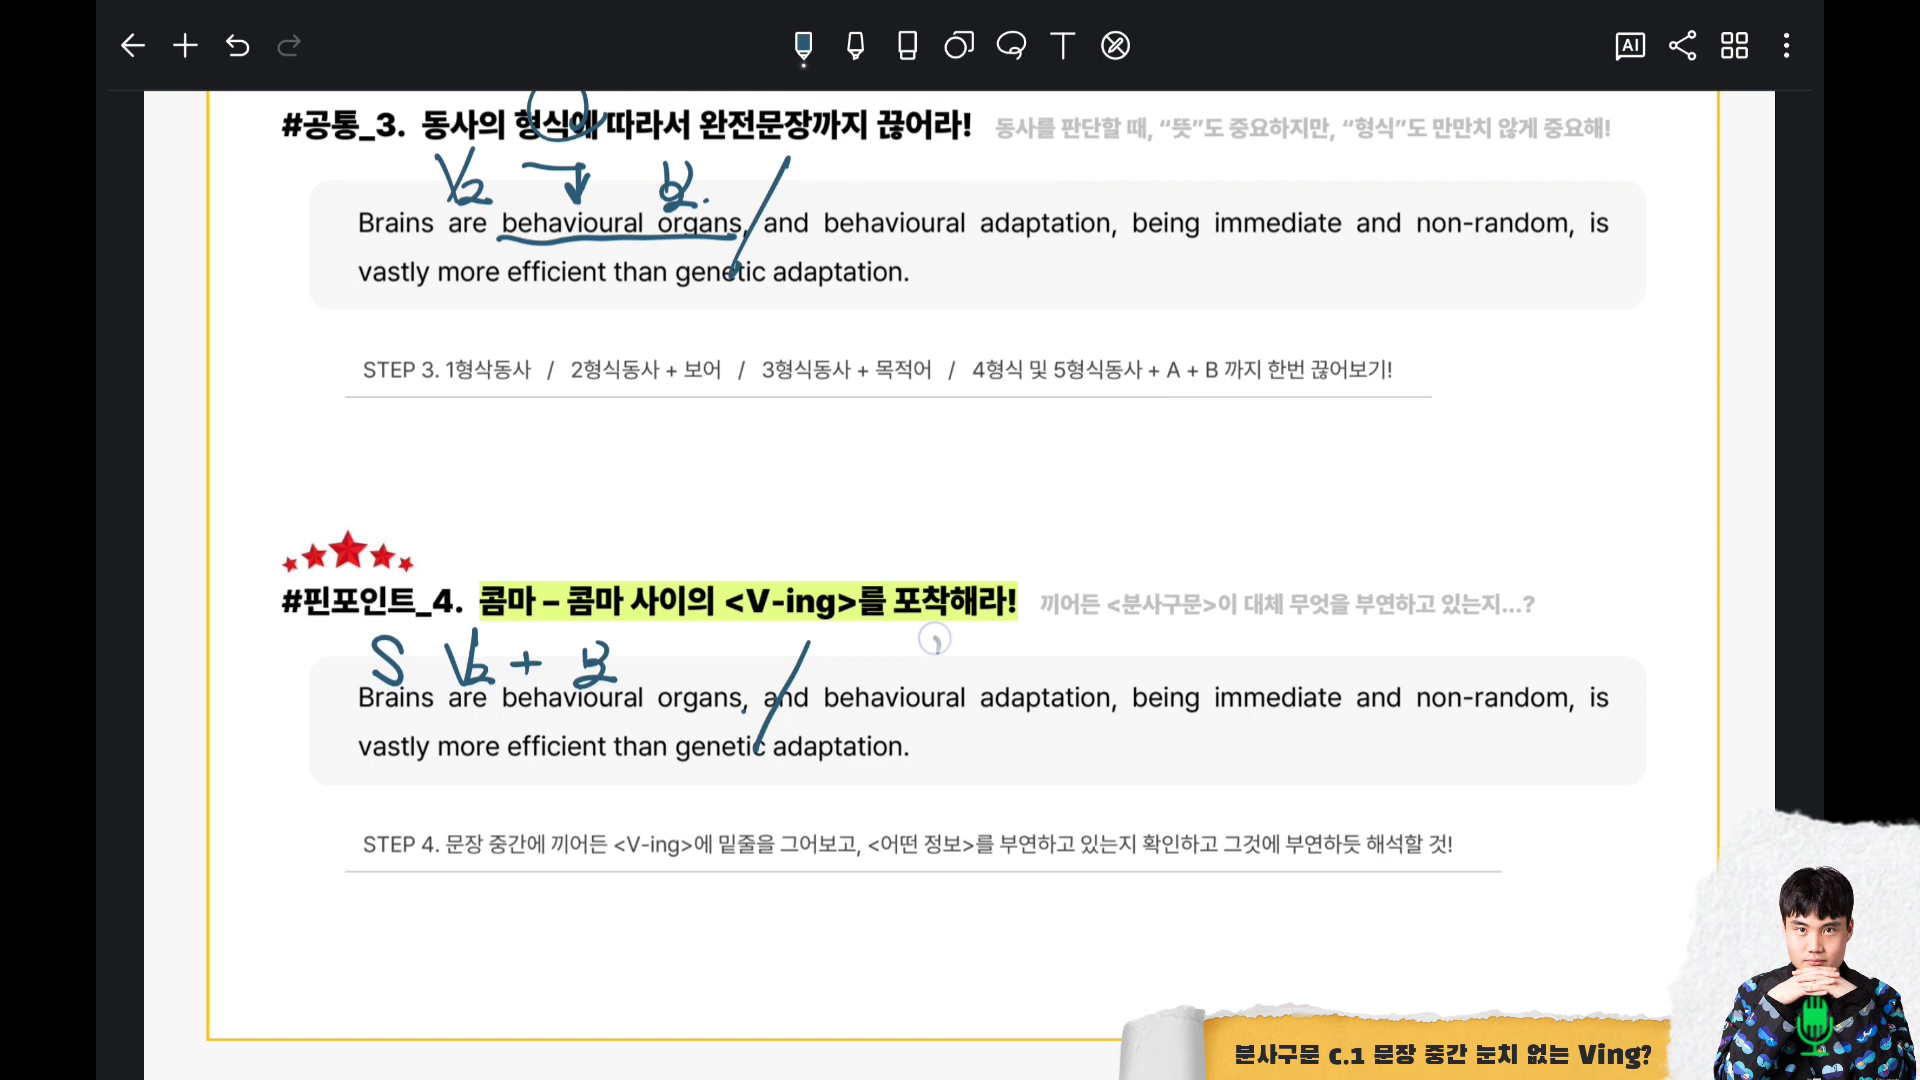 AI
#공통_3. 동사의 형식에 따라서 완전문장까지 끊어라! 동사를 판단할 때, “뜻”도 중요하지만, “형식”도 만만치 않게 중요해!
V2 보.
Brains are behavioural organs, and behavioural adaptation, being immediate and non-random, is
vastly more efficient than genetic adaptation.
STEP 3. 1형식동사 / 2형식동사 + 보어 / 3형식동사 + 목적어 / 4형식 및 5형식동사 + A + B 까지 한번 끊어보기!
#핀포인트_4. 콤마 – 콤마 사이의 <V-ing>를 포착해라! 끼어든 <분사구문>이 대체 무엇을 부연하고 있는지...?
S V2 + 보
Brains are behavioural organs, and behavioural adaptation, being immediate and non-random, is
vastly more efficient than genetic adaptation.
STEP 4. 문장 중간에 끼어든 <V-ing>에 밑줄을 그어보고, <어떤 정보>를 부연하고 있는지 확인하고 그것에 부연하듯 해석할 것!
분사구문 c.1 문장 중간 눈치 없는 Ving?